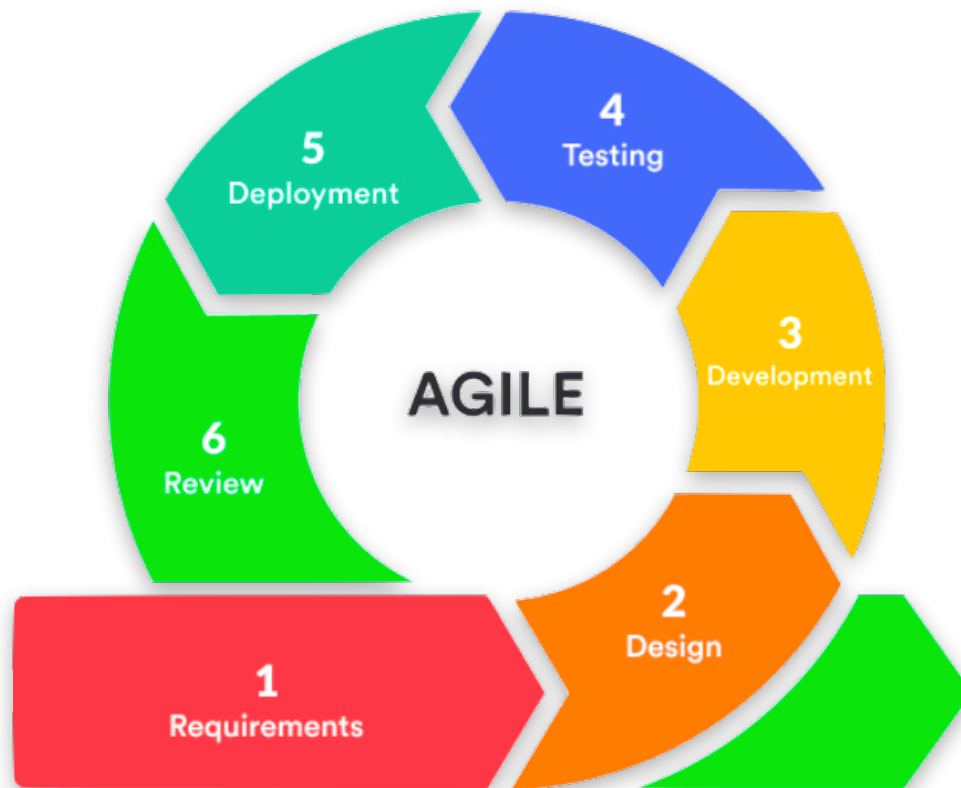 5
Deployment
4
Testing
3
Development
AGILE
6
Review
2
Design
1
Requirements